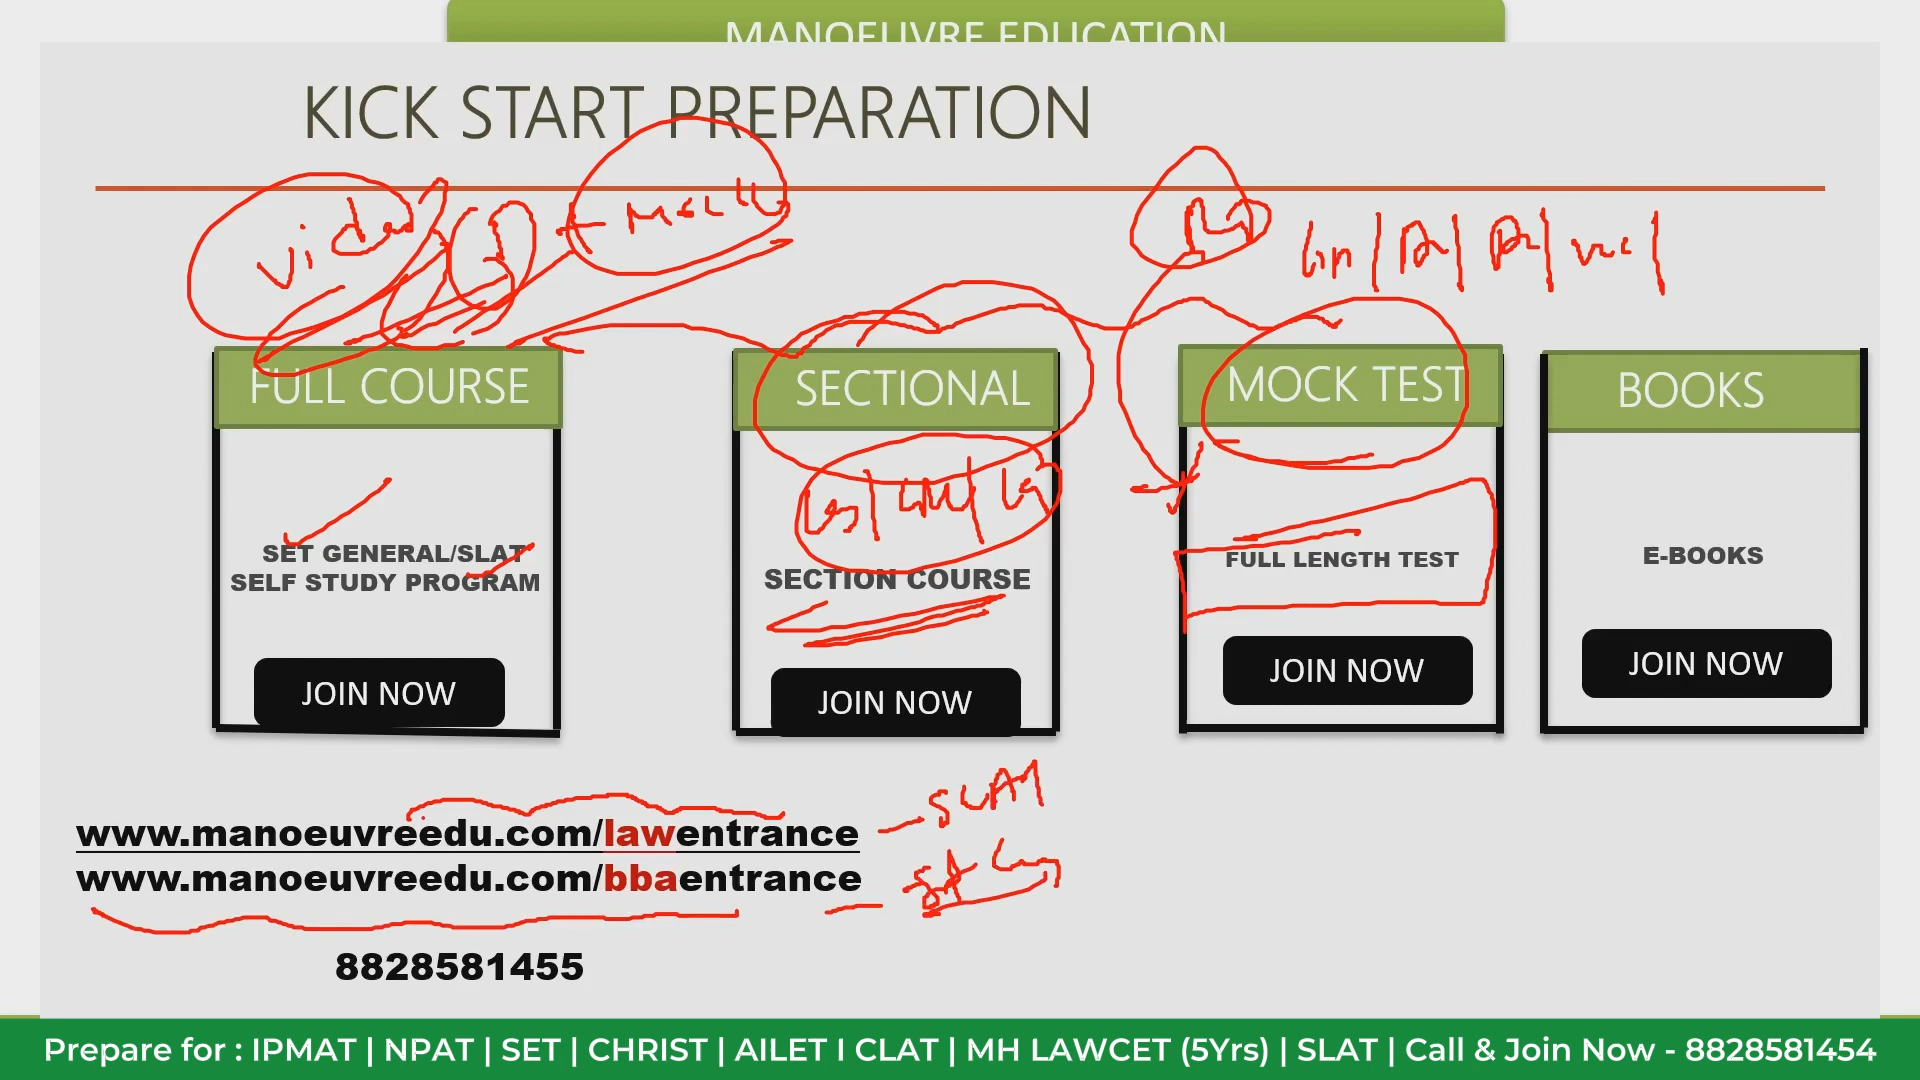 MANOEUVRE EDUCATION
KICK START PREPARATION
FULL COURSE
SET GENERAL/SLAT
SELF STUDY PROGRAM
JOIN NOW
SECTIONAL
SECTION COURSE
JOIN NOW
MOCK TEST
FULL LENGTH TEST
JOIN NOW
BOOKS
E-BOOKS
JOIN NOW
www.manoeuvreedu.com/lawentrance
www.manoeuvreedu.com/bbaentrance
8828581455
Prepare for : IPMAT | NPAT | SET | CHRIST | AILET I CLAT | MH LAWCET (5Yrs) | SLAT | Call & Join Now - 8828581454